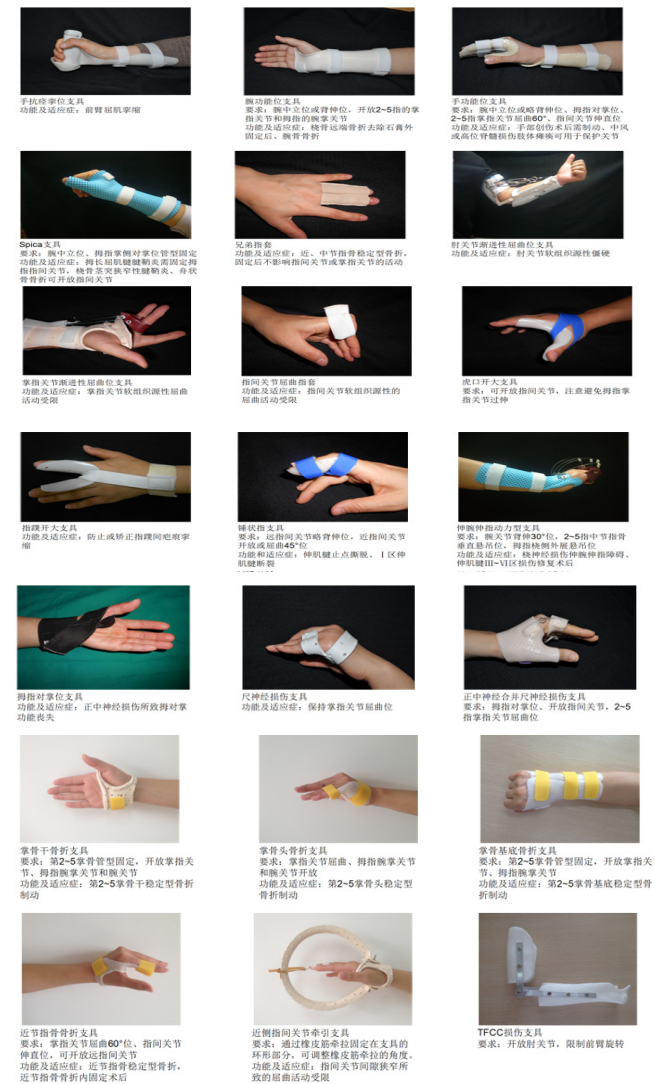 手抗痉挛位支具
功能及适应症：前臂屈肌挛缩
腕功能位支具
要求：腕中立位或背伸位，开放2~5指的掌
指关节和拇指的腕掌关节
功能及适应症：桡骨远端骨折去除石膏外
固定后、腕骨骨折
手功能位支具
要求：腕中立位或略背伸位、拇指对掌位、
2~5指掌指关节屈曲60°、指间关节伸直位
功能及适应症：手部创伤术后需制动、中风
或高位脊髓损伤肢体瘫痪可用于保护关节
Spica支具
要求：腕中立位、拇指掌侧对掌位管型固定
功能及适应症：拇长屈肌腱腱鞘炎需固定拇
指指间关节，桡骨茎突狭窄性腱鞘炎、舟状
骨骨折可开放指间关节
兄弟指套
功能及适应症：近、中节指骨稳定型骨折，
固定后不影响指间关节或掌指关节的活动
肘关节渐进性屈曲位支具
功能及适应症：肘关节软组织源性僵硬
掌指关节渐进性屈曲位支具
功能及适应症：掌指关节软组织源性屈曲
活动受限
指间关节屈曲指套
功能及适应症：指间关节软组织源性的
屈曲活动受限
虎口开大支具
要求：可开放指间关节，注意避免拇指掌
指关节过伸
指蹼开大支具
功能及适应症：防止或矫正指蹼间疤痕挛
缩
锤状指支具
要求：远指间关节略背伸位，近指间关节
开放或屈曲45°位
功能和适应症：伸肌腱止点撕脱、Ⅰ区伸
肌腱断裂
伸腕伸指动力型支具
要求：腕关节背伸30°位，2~5指中节指骨
垂直悬吊位，拇指桡侧外展悬吊位
功能及适应症：桡神经损伤伸腕伸指障碍、
伸肌腱Ⅲ~Ⅵ区损伤修复术后
拇指对掌位支具
功能及适应症：正中神经损伤所致拇对掌
功能丧失
尺神经损伤支具
功能及适应症：保持掌指关节屈曲位
正中神经合并尺神经损伤支具
要求：拇指对掌位、开放指间关节，2~5
指掌指关节屈曲位
掌骨干骨折支具
要求：第2~5掌骨管型固定，开放掌指关
节、拇指腕掌关节和腕关节
功能及适应症：第2~5掌骨干稳定型骨折
制动
掌骨头骨折支具
要求：掌指关节屈曲、拇指腕掌关节
和腕关节开放
功能及适应症：第2~5掌骨头稳定型
骨折制动
掌骨基底骨折支具
要求：第2~5掌骨管型固定，开放掌指关
节、拇指腕掌关节
功能及适应症：第2~5掌骨基底稳定型骨
折制动
近节指骨骨折支具
要求：掌指关节屈曲60°位、指间关节
伸直位，可开放远指间关节
功能及适应症：近节指骨稳定型骨折，
近节指骨骨折内固定术后
近侧指间关节牵引支具
要求：通过橡皮筋牵拉固定在支具的
环形部分，可调整橡皮筋牵拉的角度。
功能及适应症：指间关节间隙狭窄所
致的屈曲活动受限
TFCC损伤支具
要求：开放肘关节，限制前臂旋转